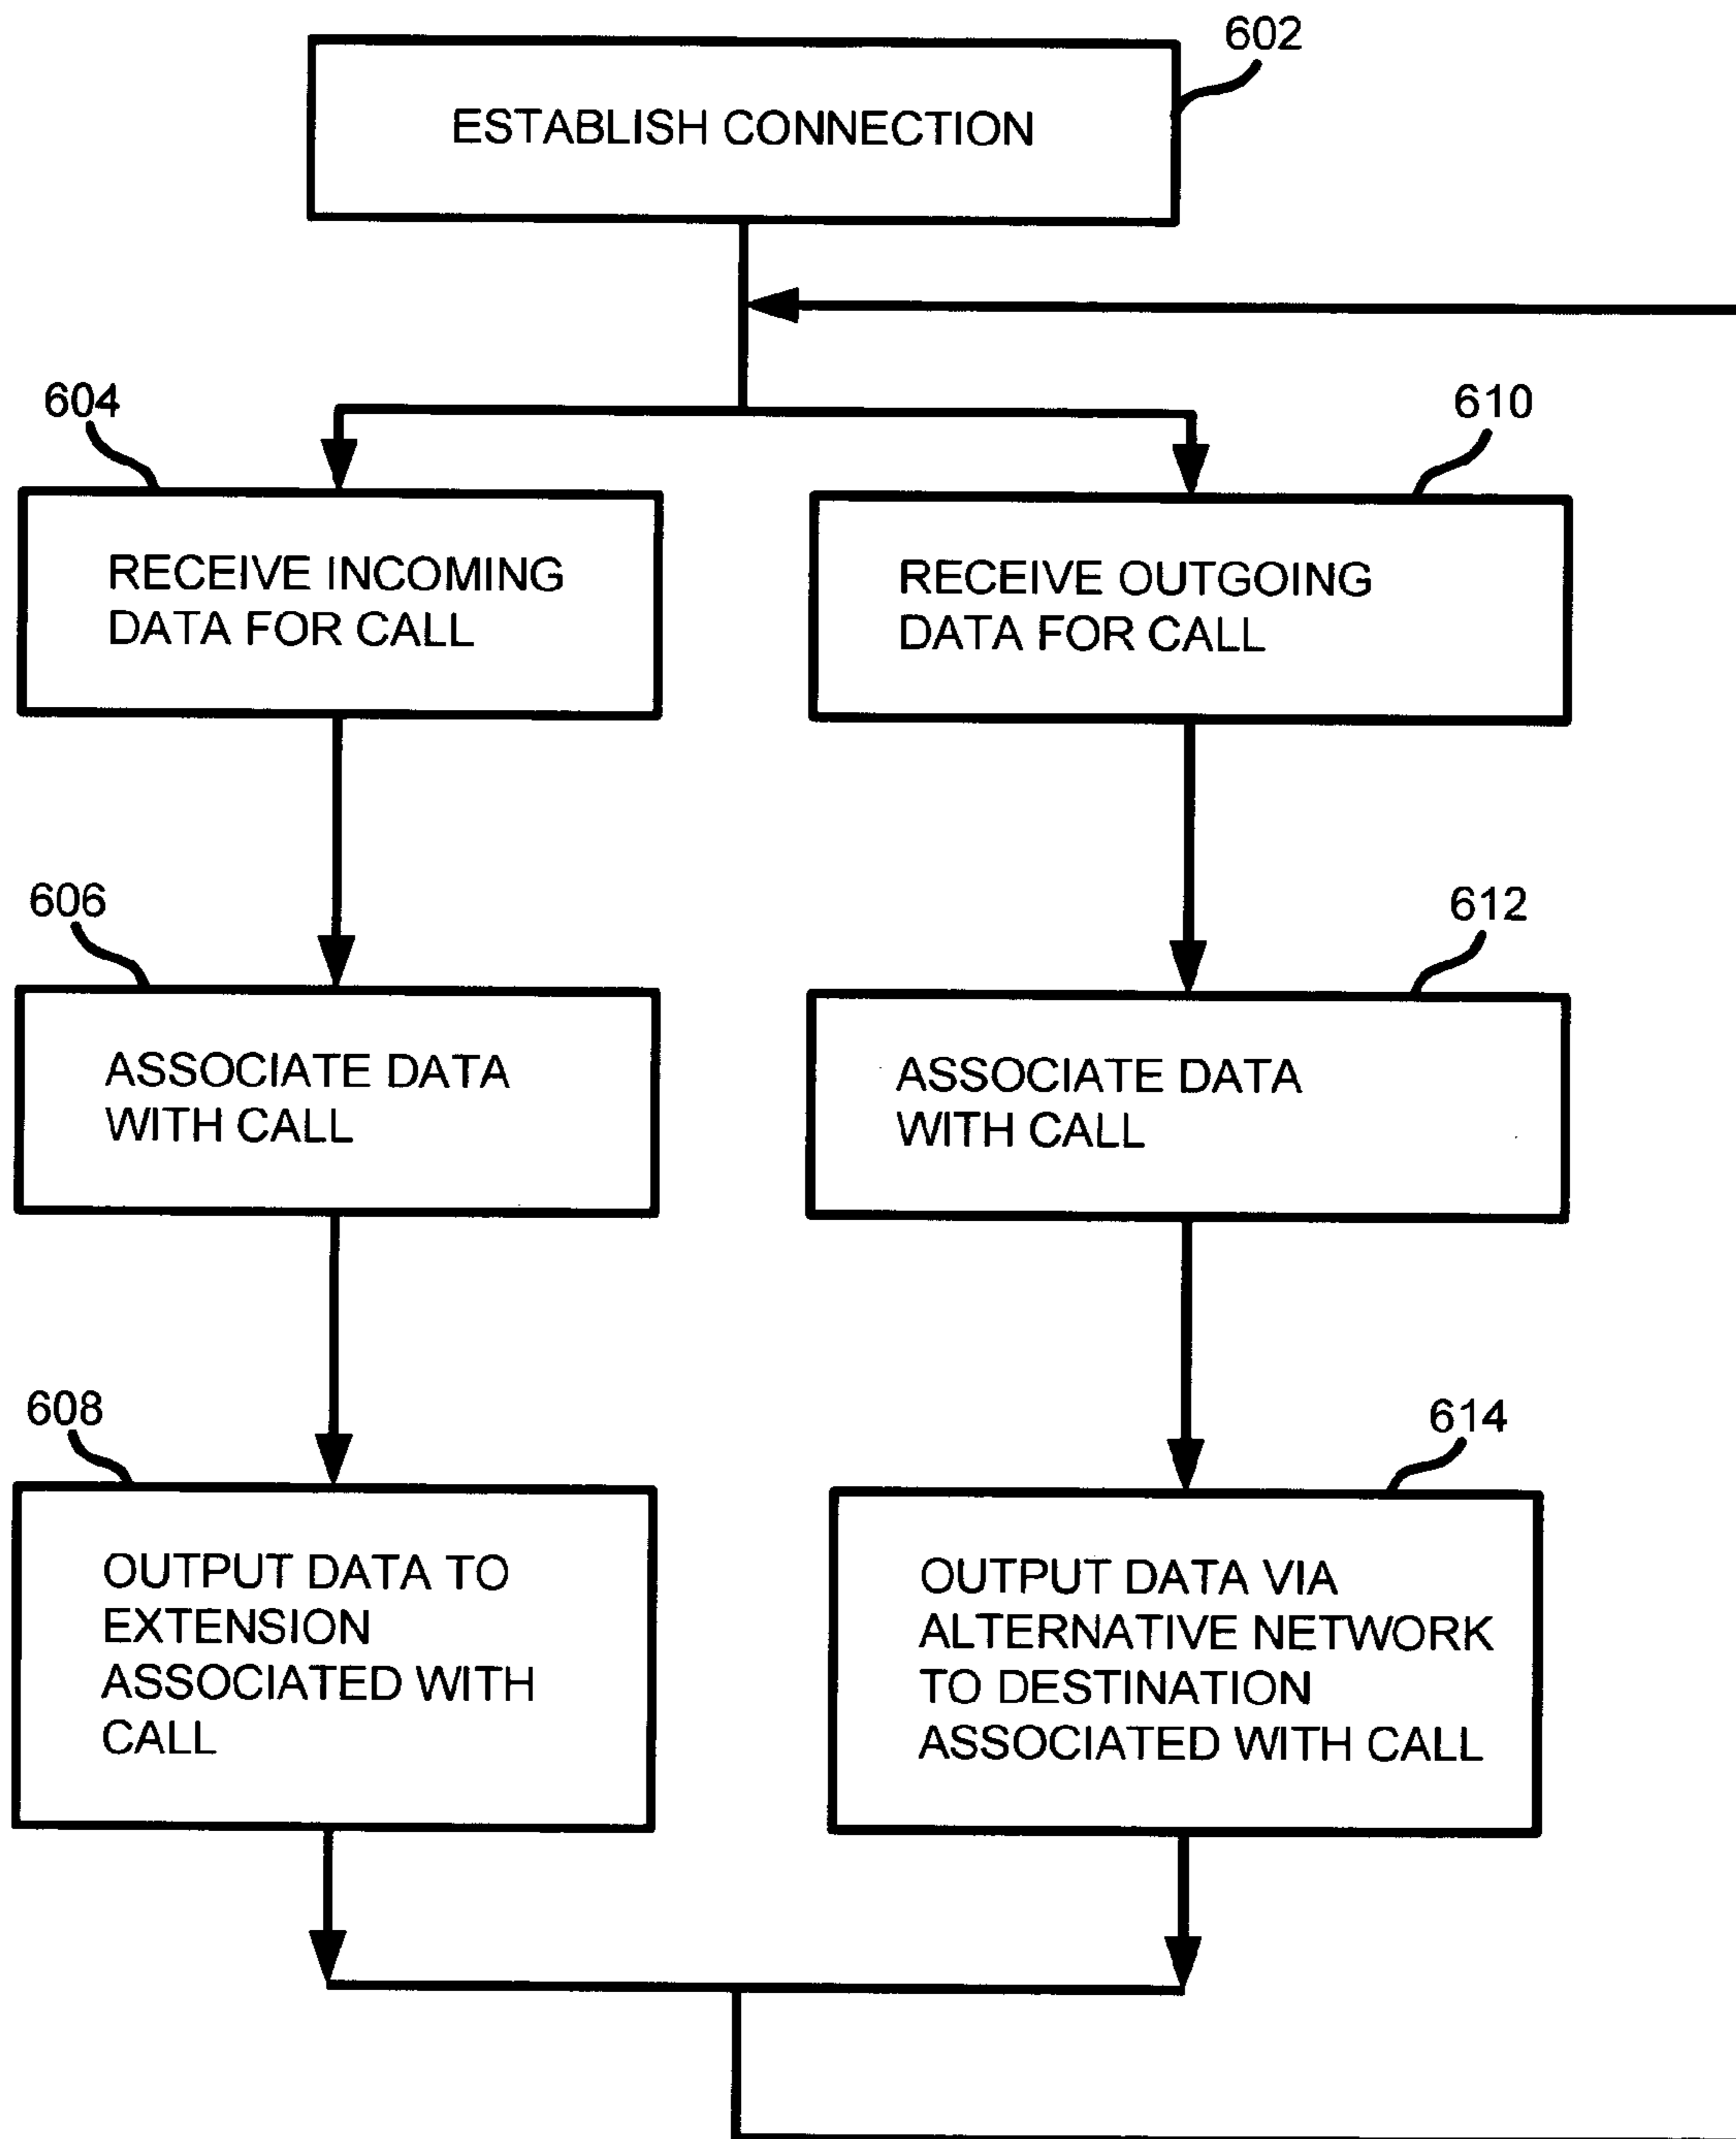 602
ESTABLISH CONNECTION
604
RECEIVE INCOMING
DATA FOR CALL
610
RECEIVE OUTGOING
DATA FOR CALL
606
ASSOCIATE DATA
WITH CALL
612
ASSOCIATE DATA
WITH CALL
608
OUTPUT DATA TO
EXTENSION
ASSOCIATED WITH
CALL
614
OUTPUT DATA VIA
ALTERNATIVE NETWORK
TO DESTINATION
ASSOCIATED WITH CALL